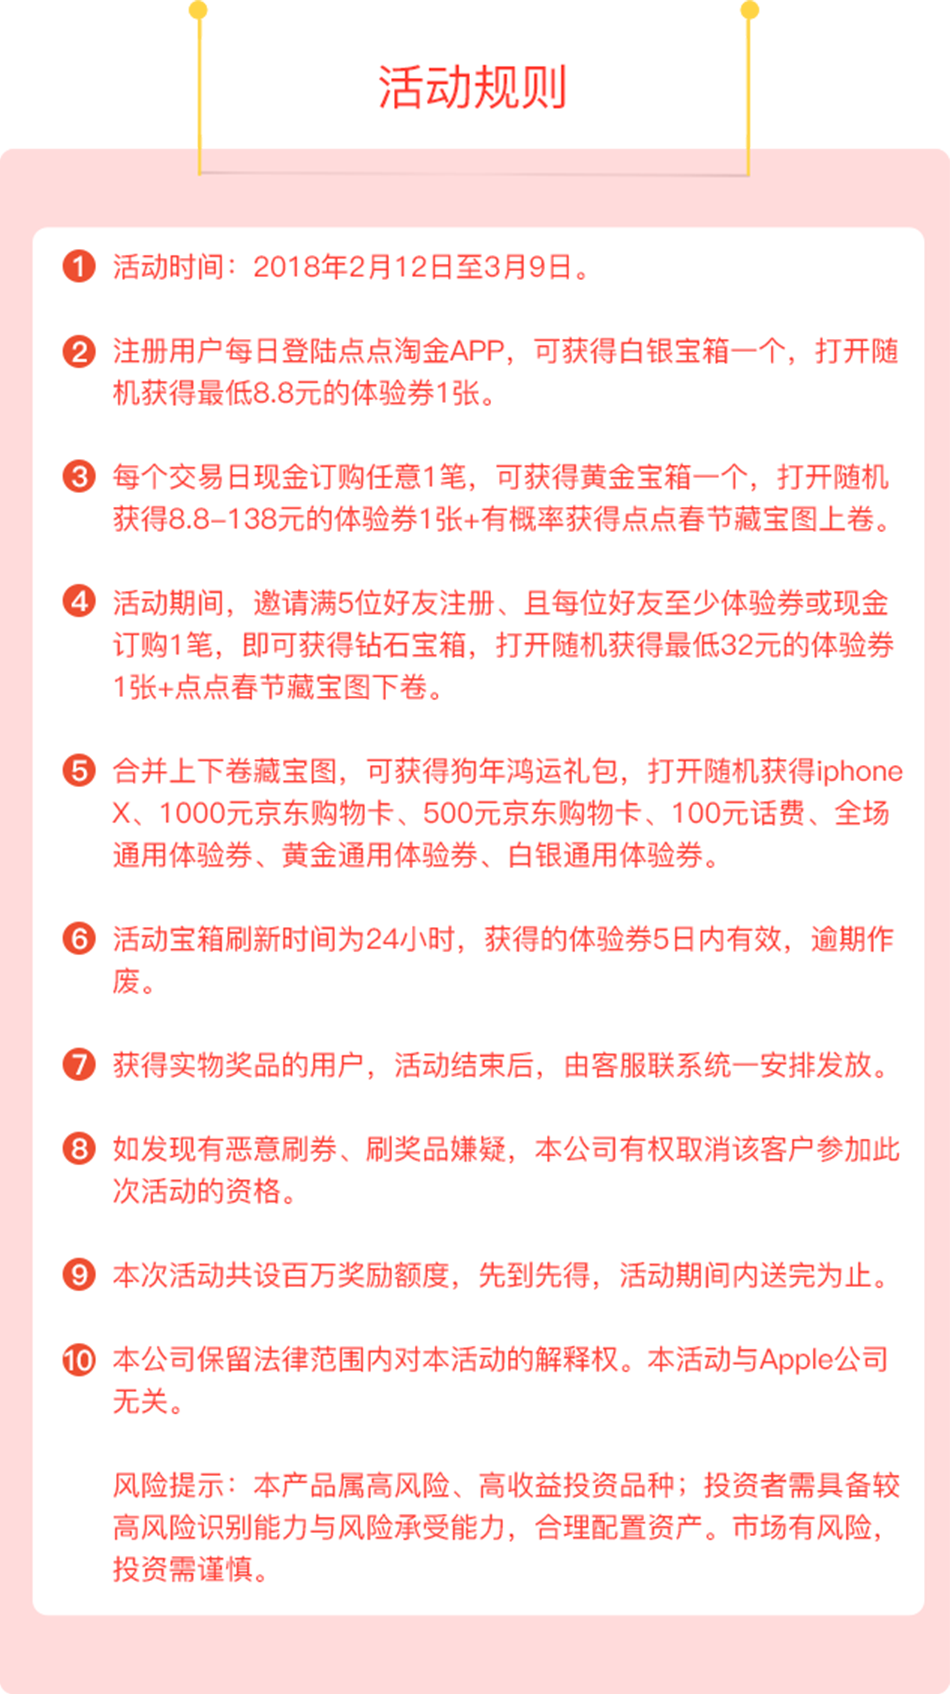 活动规则
1 活动时间：2018年2月12日至3月9日。
2 注册用户每日登陆点点淘金APP，可获得白银宝箱一个，打开随
机获得最低8.8元的体验券1张。
3 每个交易日现金订购任意1笔，可获得黄金宝箱一个，打开随机
获得8.8-138元的体验券1张+有概率获得点点春节藏宝图上卷。
4 活动期间，邀请满5位好友注册、且每位好友至少体验券或现金
订购1笔，即可获得钻石宝箱，打开随机获得最低32元的体验券
1张+点点春节藏宝图下卷。
5 合并上下卷藏宝图，可获得狗年鸿运礼包，打开随机获得iphone
X、1000元京东购物卡、500元京东购物卡、100元话费、全场
通用体验券、黄金通用体验券、白银通用体验券。
6 活动宝箱刷新时间为24小时，获得的体验券5日内有效，逾期作
废。
7 获得实物奖品的用户，活动结束后，由客服联系统一安排发放。
8 如发现有恶意刷券、刷奖品嫌疑，本公司有权取消该客户参加此
次活动的资格。
9 本次活动共设百万奖励额度，先到先得，活动期间内送完为止。
10 本公司保留法律范围内对本活动的解释权。本活动与Apple公司
无关。
风险提示：本产品属高风险、高收益投资品种；投资者需具备较
高风险识别能力与风险承受能力，合理配置资产。市场有风险，
投资需谨慎。